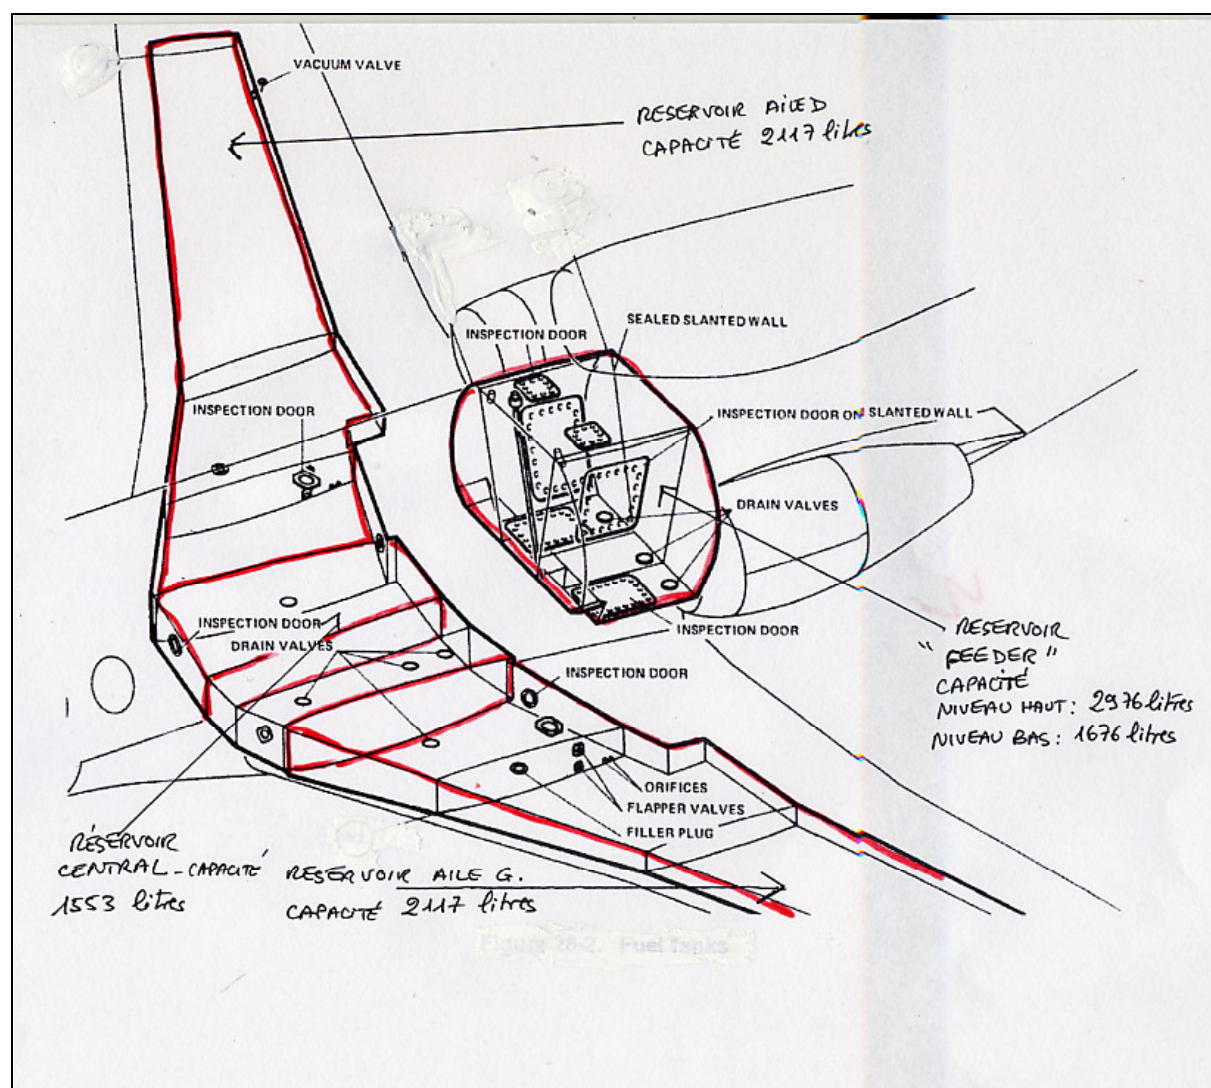 VACUUM VALVE
RESERVOIR AILE D
CAPACITÉ 2117 litres
SEALED SLANTED WALL
INSPECTION DOOR
INSPECTION DOOR
INSPECTION DOOR ON SLANTED WALL
DRAIN VALVES
INSPECTION DOOR
DRAIN VALVES
INSPECTION DOOR
INSPECTION DOOR
RESERVOIR
"FEEDER"
CAPACITÉ
NIVEAU HAUT : 2976 litres
NIVEAU BAS : 1676 litres
ORIFICES
FLAPPER VALVES
FILLER PLUG
RÉSERVOIR
CENTRAL - CAPACITÉ
1553 litres
RESERVOIR AILE G.
CAPACITÉ 2117 litres
Figure 28-2. Fuel Tanks